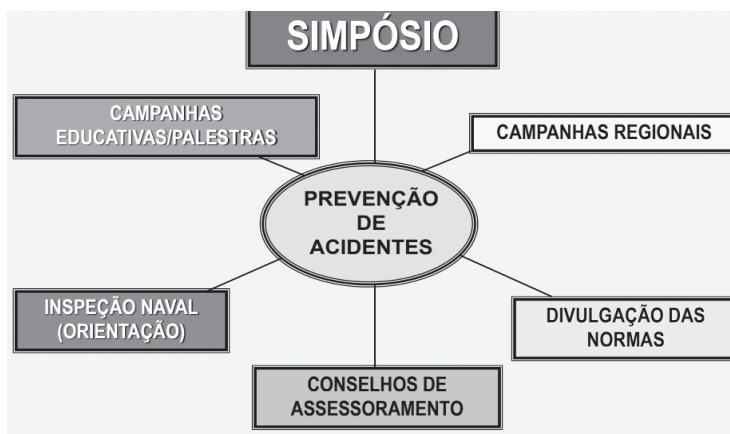 SIMPÓSIO
CAMPANHAS
EDUCATIVAS/PALESTRAS
CAMPANHAS REGIONAIS
PREVENÇÃO
DE
ACIDENTES
INSPEÇÃO NAVAL
(ORIENTAÇÃO)
DIVULGAÇÃO DAS
NORMAS
CONSELHOS DE
ASSESSORAMENTO